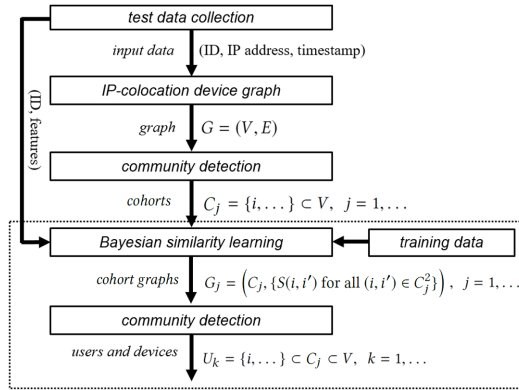 test data collection
input data (ID, IP address, timestamp)
IP-colocation device graph
(ID, features)
graph G = (V, E)
community detection
cohorts C_j = {i, . . . } ⊂ V, j = 1, . . .
Bayesian similarity learning
training data
cohort graphs G_j = (C_j, {S(i, i′) for all (i, i′) ∈ C_j^2}), j = 1, . . .
community detection
users and devices U_k = {i, . . . } ⊂ C_j ⊂ V, k = 1, . . .